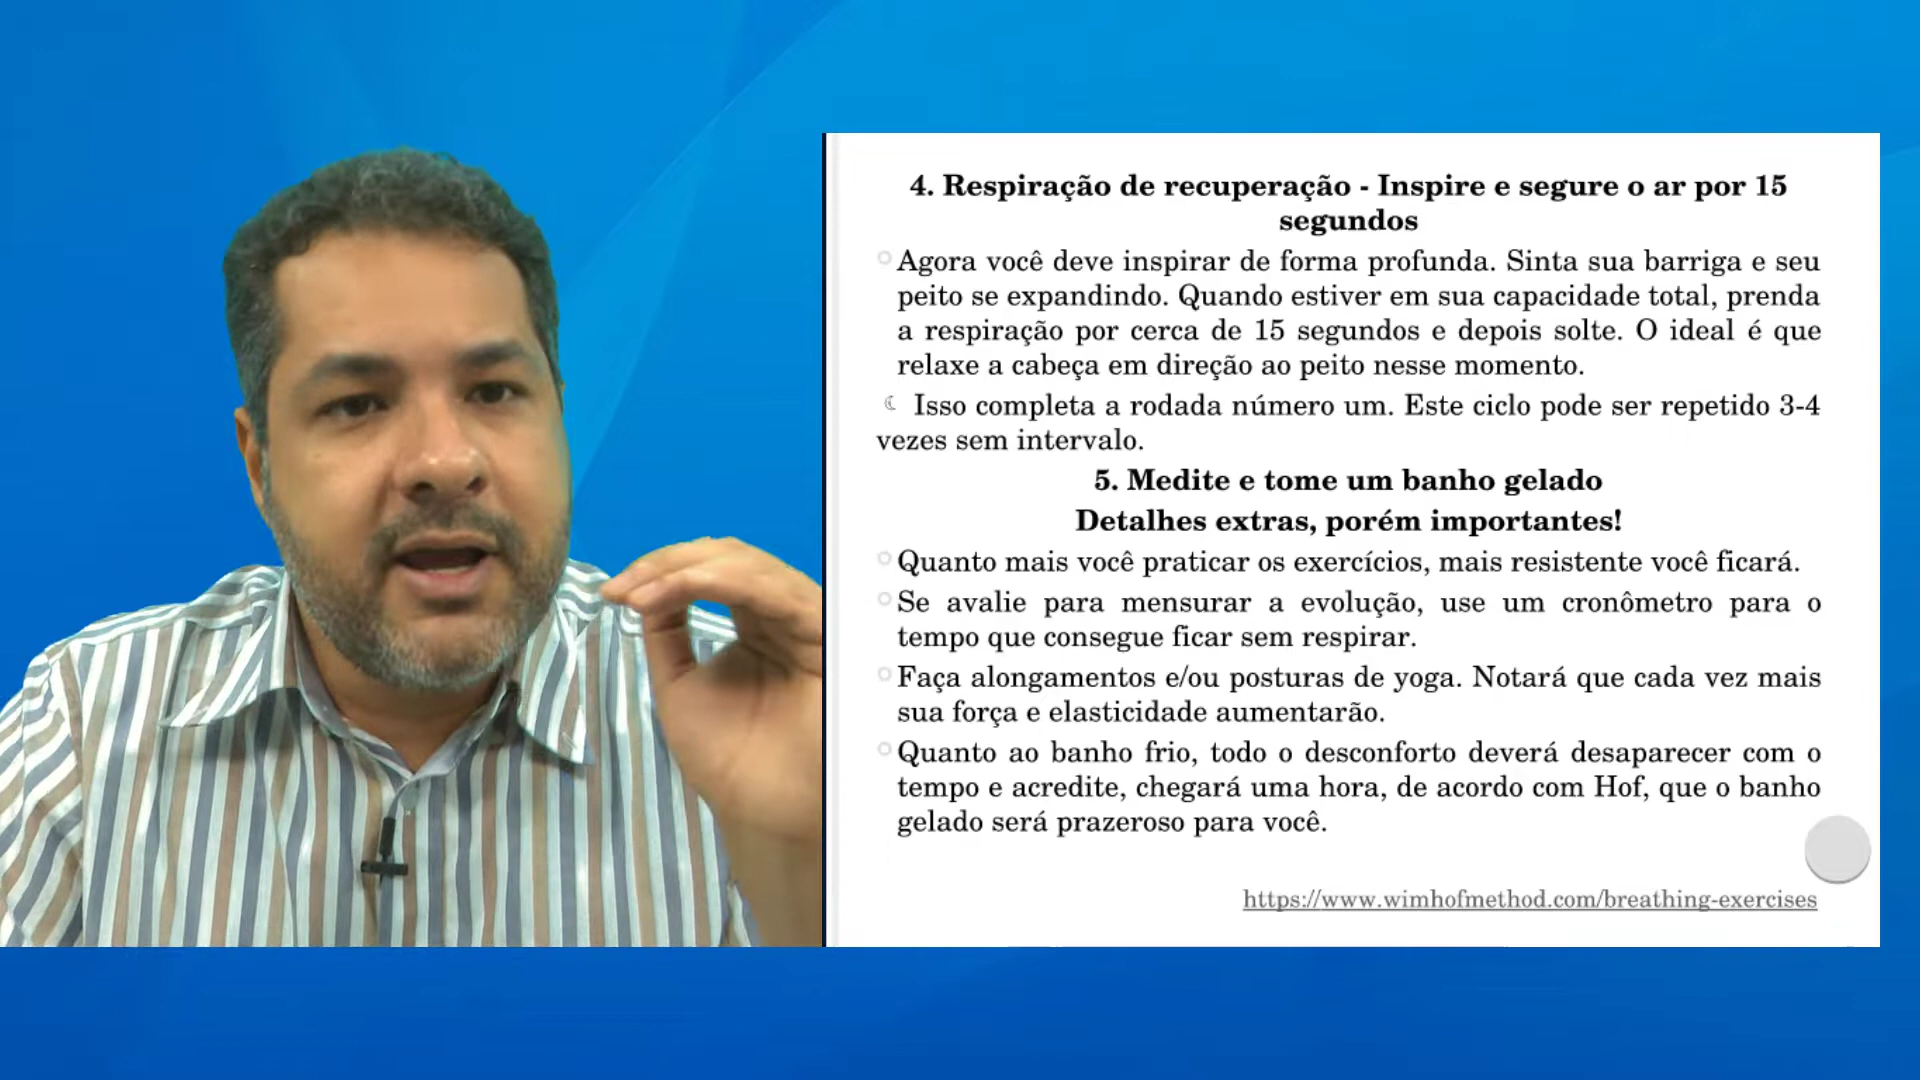 4. Respiração de recuperação - Inspire e segure o ar por 15
segundos
Agora você deve inspirar de forma profunda. Sinta sua barriga e seu
peito se expandindo. Quando estiver em sua capacidade total, prenda
a respiração por cerca de 15 segundos e depois solte. O ideal é que
relaxe a cabeça em direção ao peito nesse momento.
Isso completa a rodada número um. Este ciclo pode ser repetido 3-4
vezes sem intervalo.
5. Medite e tome um banho gelado
Detalhes extras, porém importantes!
Quanto mais você praticar os exercícios, mais resistente você ficará.
Se avalie para mensurar a evolução, use um cronômetro para o
tempo que consegue ficar sem respirar.
Faça alongamentos e/ou posturas de yoga. Notará que cada vez mais
sua força e elasticidade aumentarão.
Quanto ao banho frio, todo o desconforto deverá desaparecer com o
tempo e acredite, chegará uma hora, de acordo com Hof, que o banho
gelado será prazeroso para você.
https://www.wimhofmethod.com/breathing-exercises